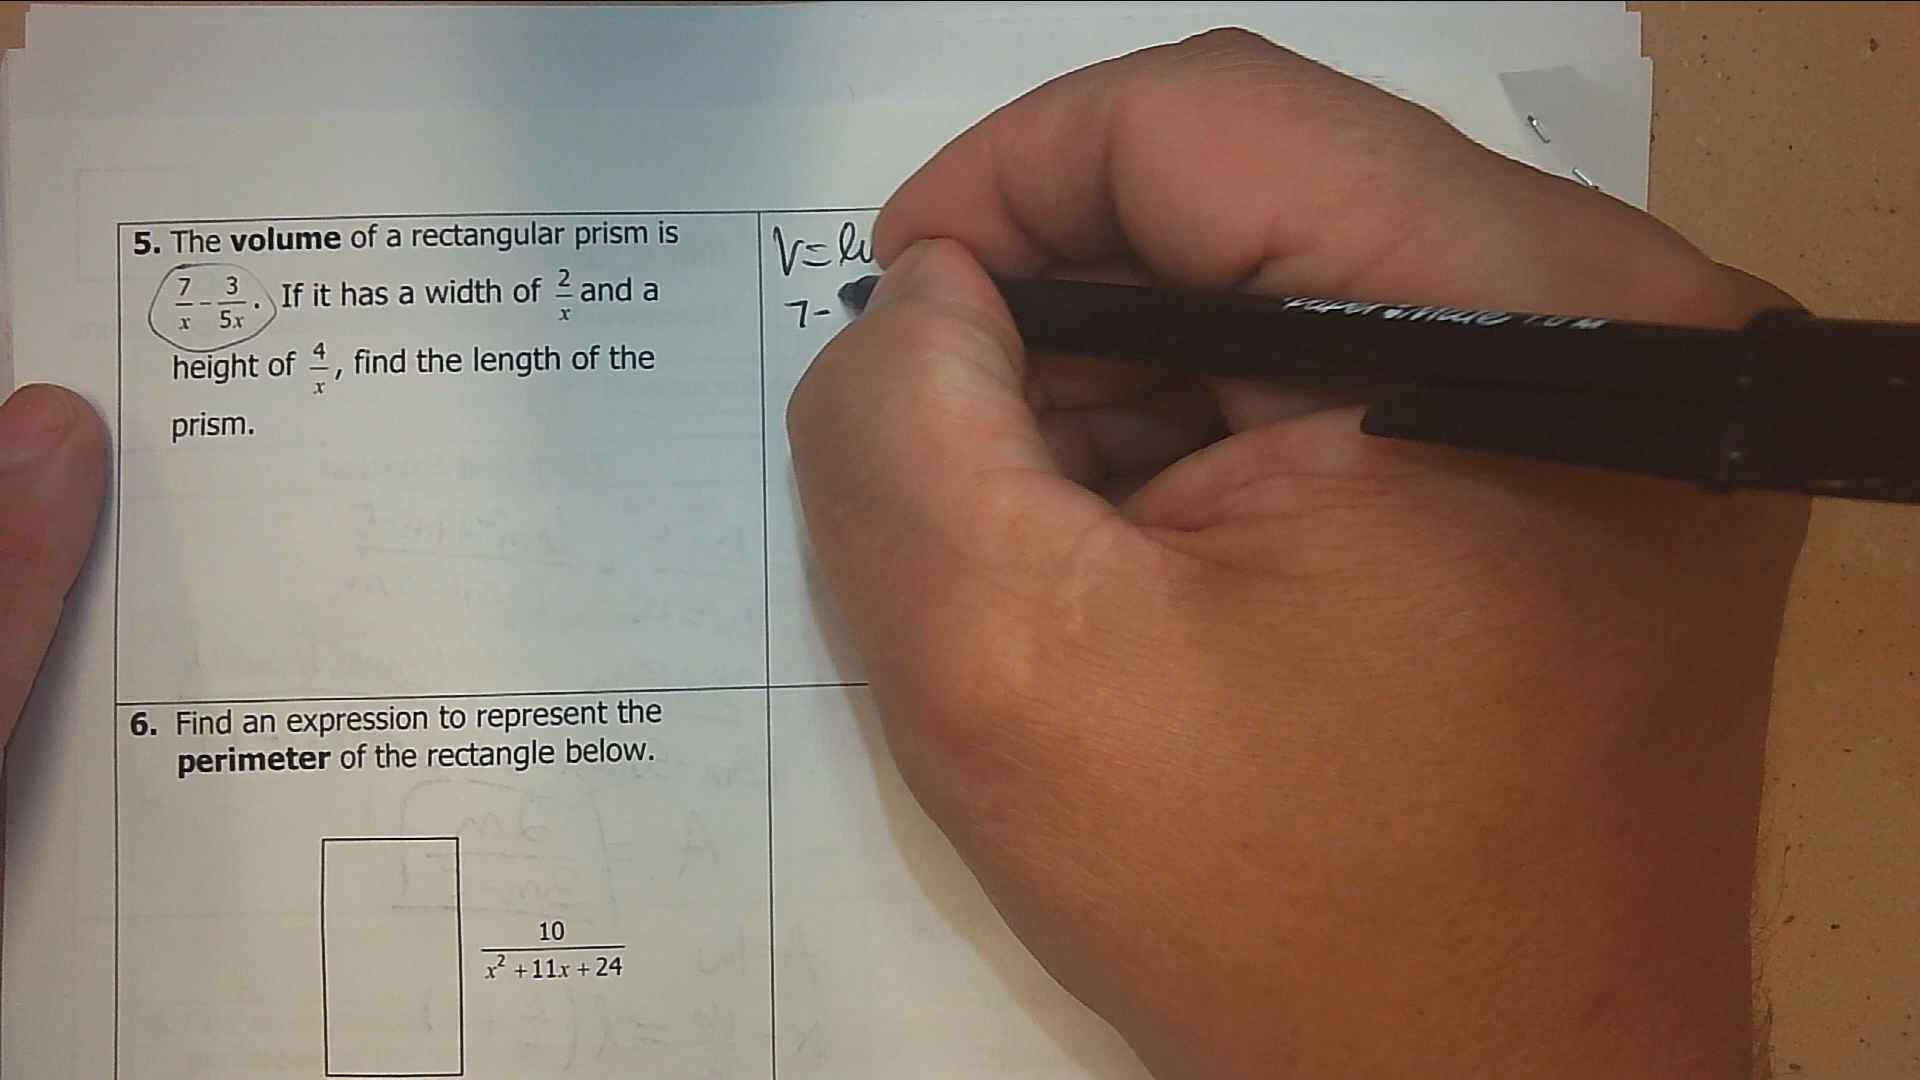 5. The volume of a rectangular prism is
7/x - 3/5x. If it has a width of 2/x and a
height of 4/x, find the length of the
prism.
V=lw
7-
6. Find an expression to represent the
perimeter of the rectangle below.
10
x² + 11x + 24